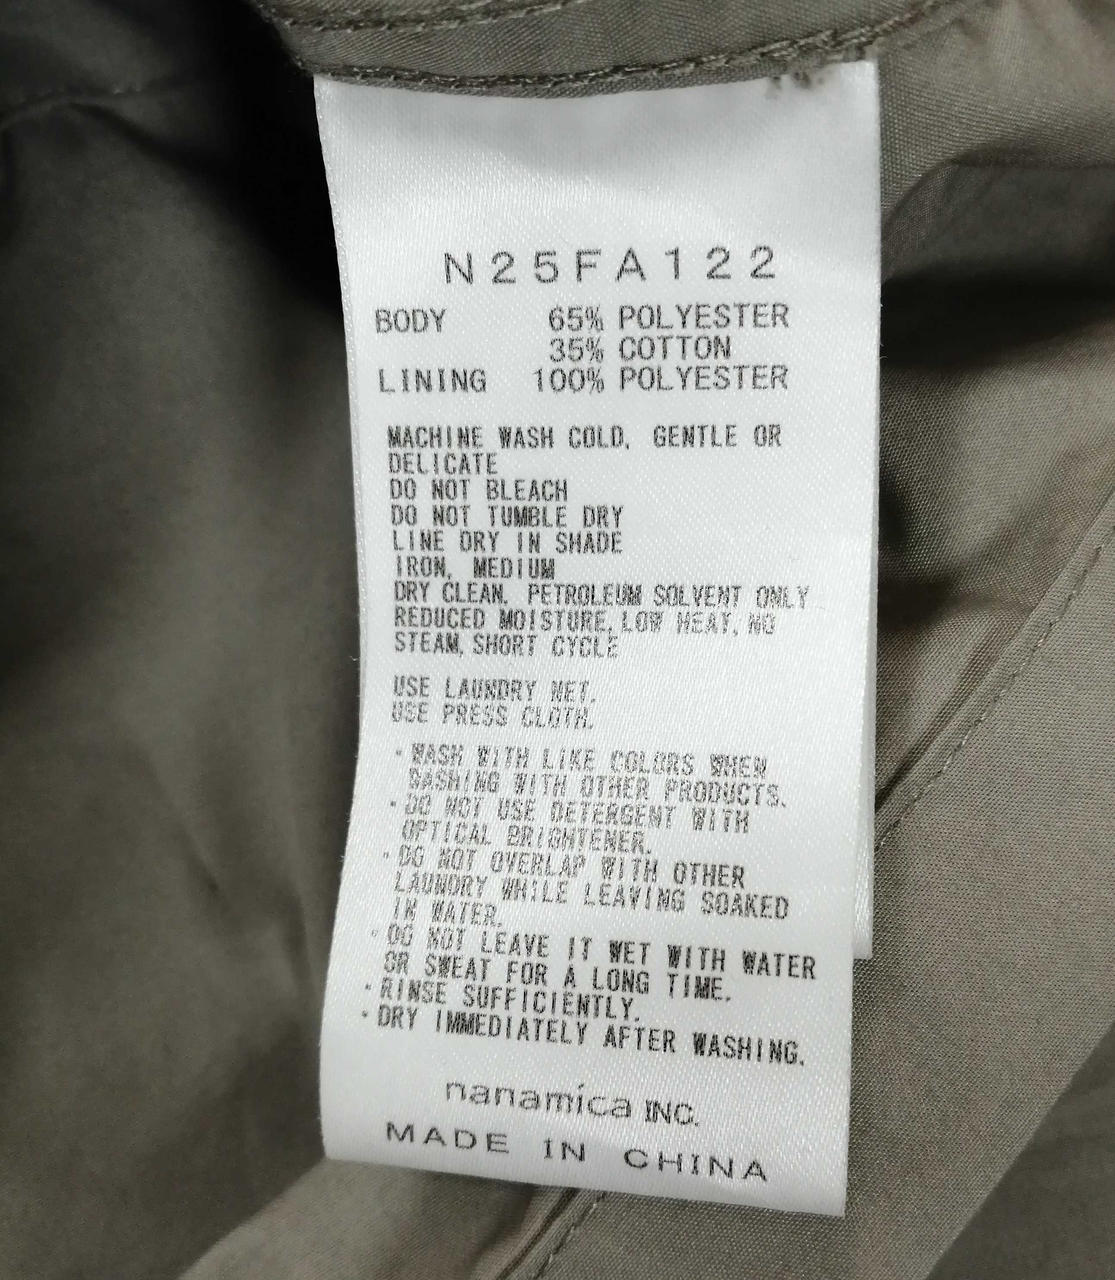 N25FA122
BODY 65% POLYESTER
35% COTTON
LINING 100% POLYESTER
MACHINE WASH COLD, GENTLE OR
DELICATE
DO NOT BLEACH
DO NOT TUMBLE DRY
LINE DRY IN SHADE
IRON, MEDIUM
DRY CLEAN, PETROLEUM SOLVENT ONLY
REDUCED MOISTURE, LOW HEAT, NO
STEAM, SHORT CYCLE
USE LAUNDRY NET.
USE PRESS CLOTH.
・WASH WITH LIKE COLORS WHEN
WASHING WITH OTHER PRODUCTS.
・DO NOT USE DETERGENT WITH
OPTICAL BRIGHTENER.
・DO NOT OVERLAP WITH OTHER
LAUNDRY WHILE LEAVING SOAKED
IN WATER.
・DO NOT LEAVE IT WET WITH WATER
OR SWEAT FOR A LONG TIME.
・RINSE SUFFICIENTLY.
・DRY IMMEDIATELY AFTER WASHING.
nanamica INC.
MADE IN CHINA